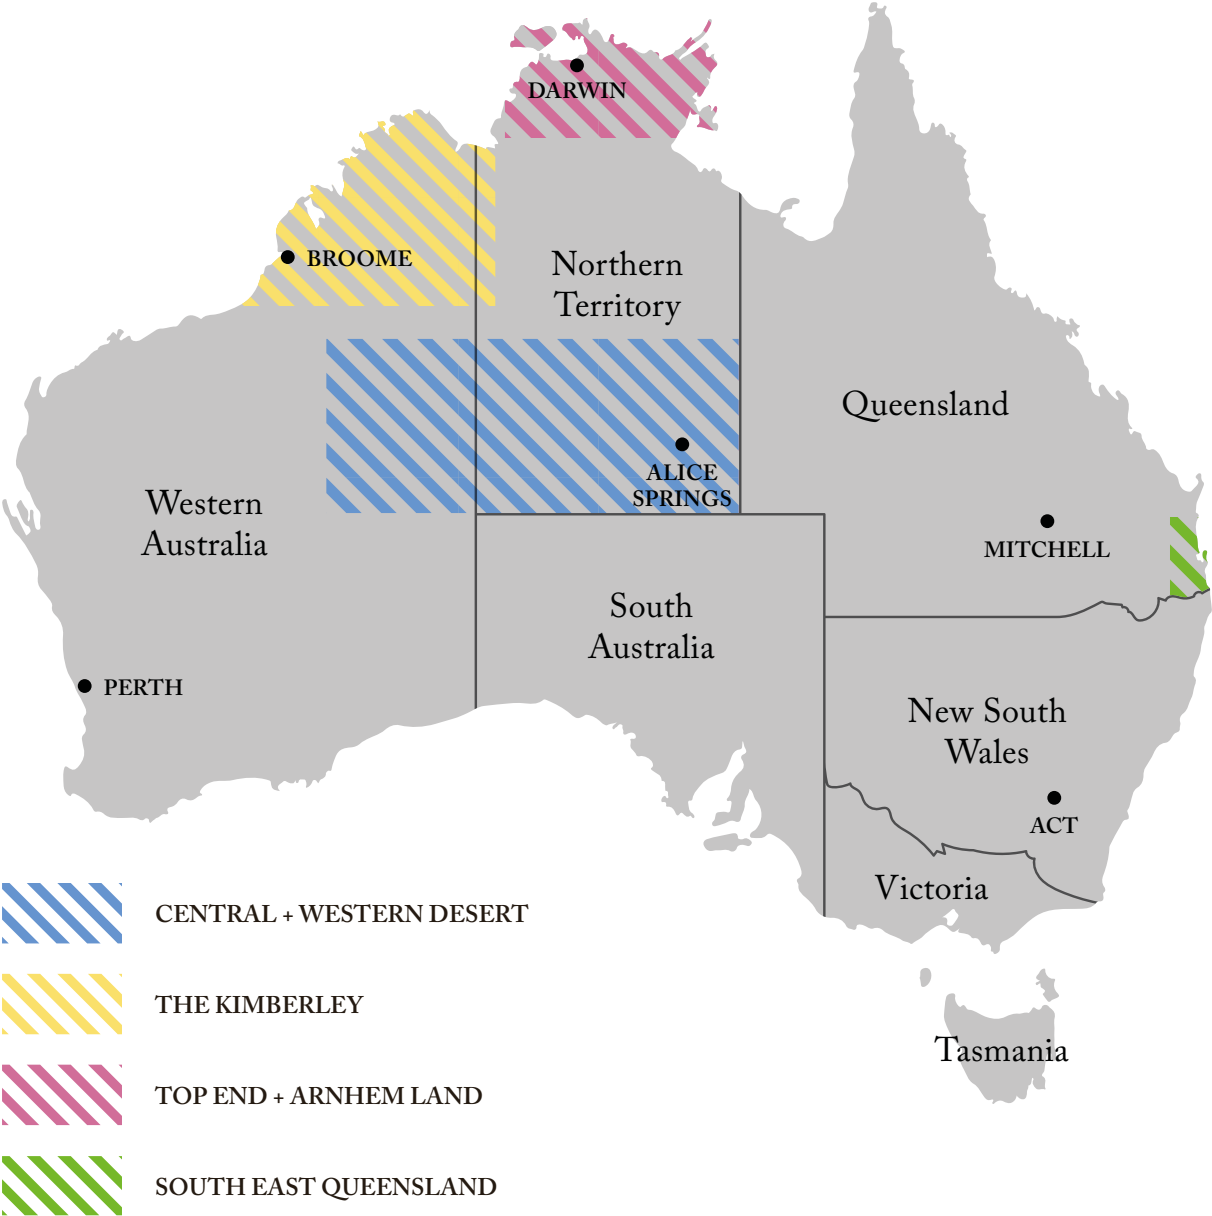 DARWIN
BROOME
Northern
Territory
Queensland
ALICE
SPRINGS
Western
Australia
MITCHELL
South
Australia
PERTH
New South
Wales
ACT
Victoria
Tasmania
CENTRAL + WESTERN DESERT
THE KIMBERLEY
TOP END + ARNHEM LAND
SOUTH EAST QUEENSLAND